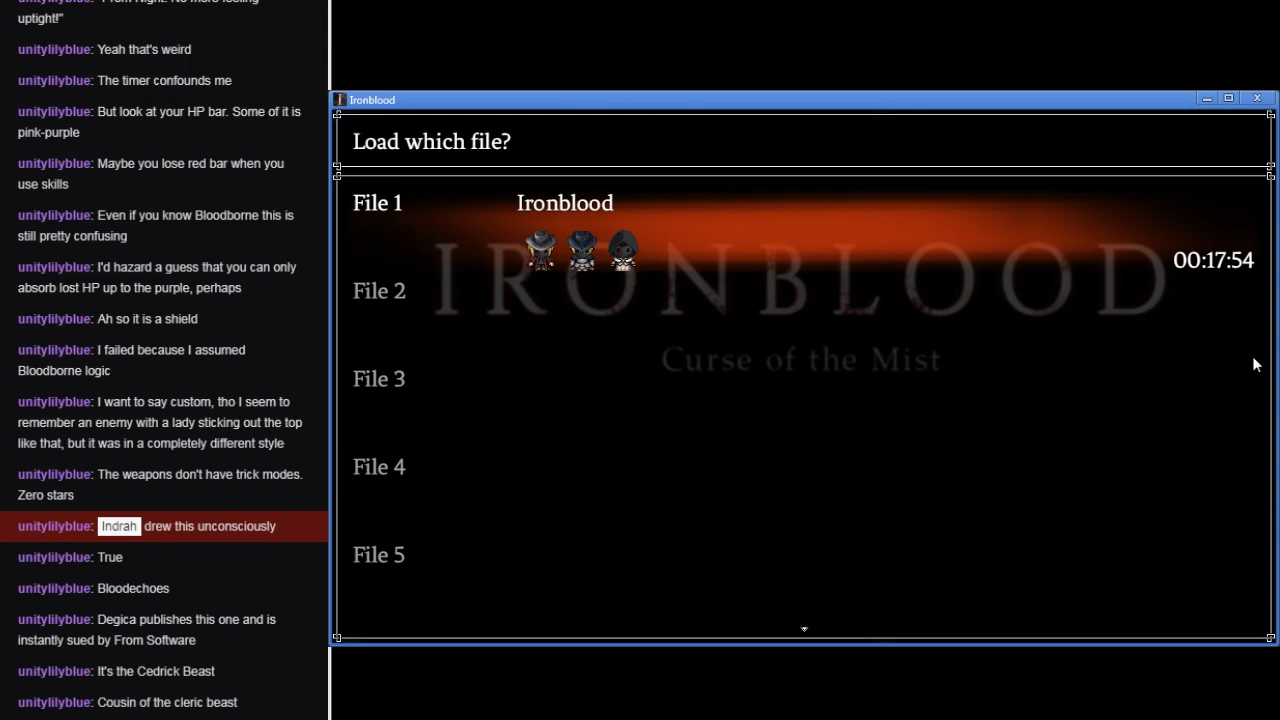 unitylilyblue: "From Night: No more feeling
uptight!"
unitylilyblue: Yeah that's weird
unitylilyblue: The timer confounds me
unitylilyblue: But look at your HP bar. Some of it is
pink-purple
unitylilyblue: Maybe you lose red bar when you
use skills
unitylilyblue: Even if you know Bloodborne this is
still pretty confusing
unitylilyblue: I'd hazard a guess that you can only
absorb lost HP up to the purple, perhaps
unitylilyblue: Ah so it is a shield
unitylilyblue: I failed because I assumed
Bloodborne logic
unitylilyblue: I want to say custom, tho I seem to
remember an enemy with a lady sticking out the top
like that, but it was in a completely different style
unitylilyblue: The weapons don't have trick modes.
Zero stars
unitylilyblue: Indrah drew this unconsciously
unitylilyblue: True
unitylilyblue: Bloodechoes
unitylilyblue: Degica publishes this one and is
instantly sued by From Software
unitylilyblue: It's the Cedrick Beast
unitylilyblue: Cousin of the cleric beast
Ironblood
Load which file?
File 1 Ironblood
00:17:54
File 2
IRONBLOOD
Curse of the Mist
File 3
File 4
File 5